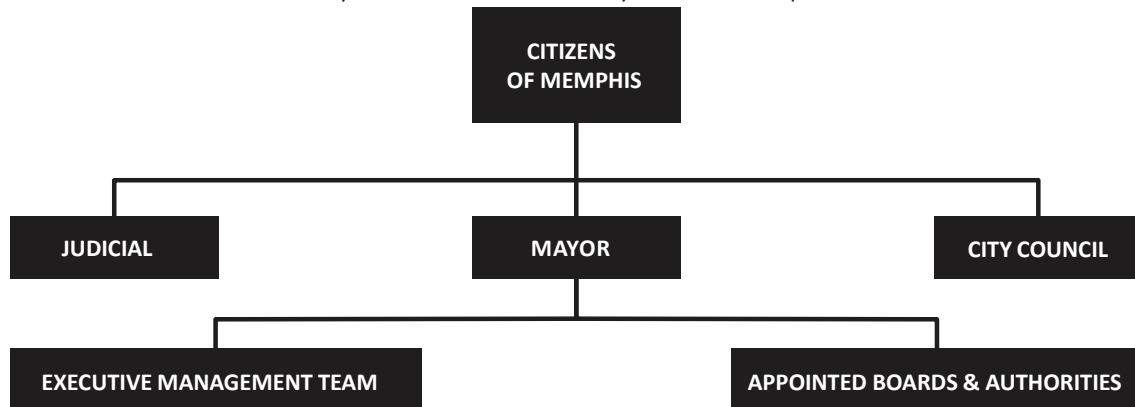 CITIZENS
OF MEMPHIS
JUDICIAL
MAYOR
CITY COUNCIL
EXECUTIVE MANAGEMENT TEAM
APPOINTED BOARDS & AUTHORITIES